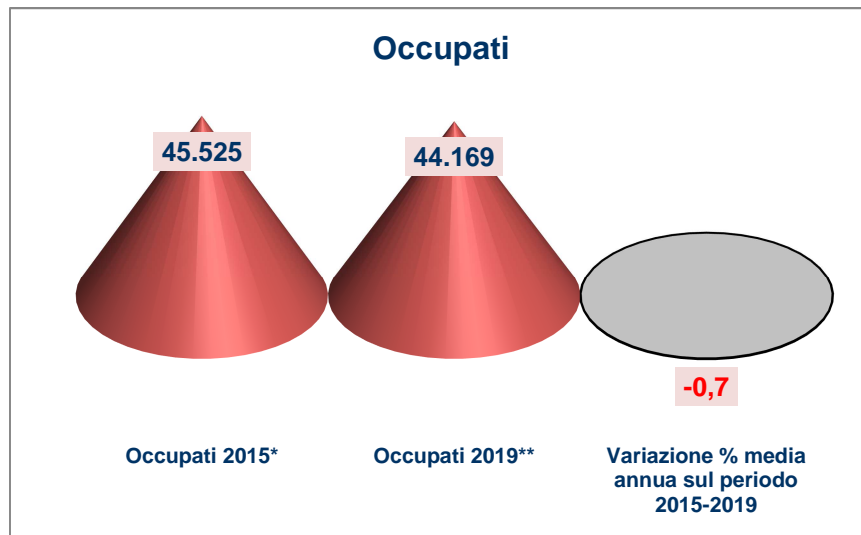 Occupati
45.525
44.169
-0,7
Occupati 2015*
Occupati 2019**
Variazione % media
annua sul periodo
2015-2019